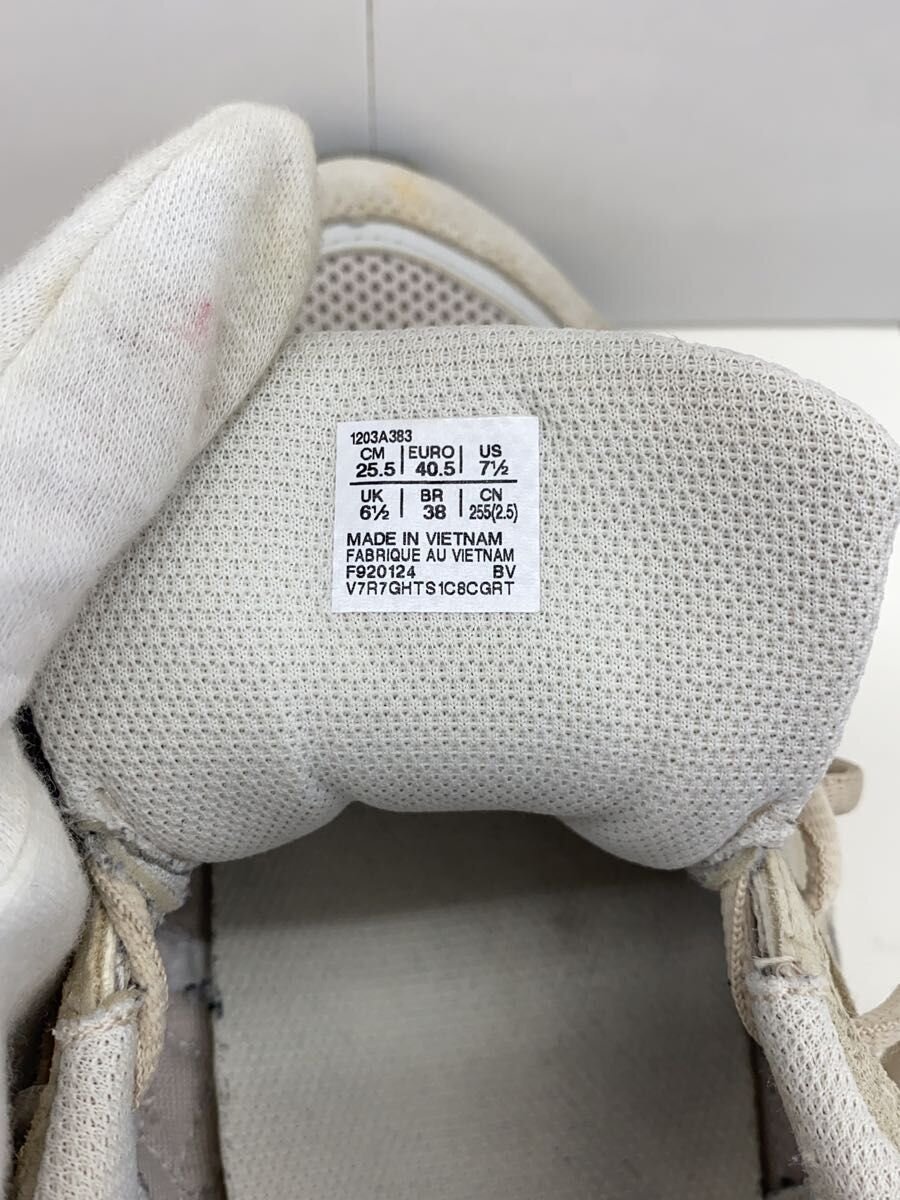 1203A383
CM EURO US
25.5 40.5 7½
UK BR CN
6½ 38 255(2.5)
MADE IN VIETNAM
FABRIQUE AU VIETNAM
F920124 BV
V7R7GHTS1C8CGRT